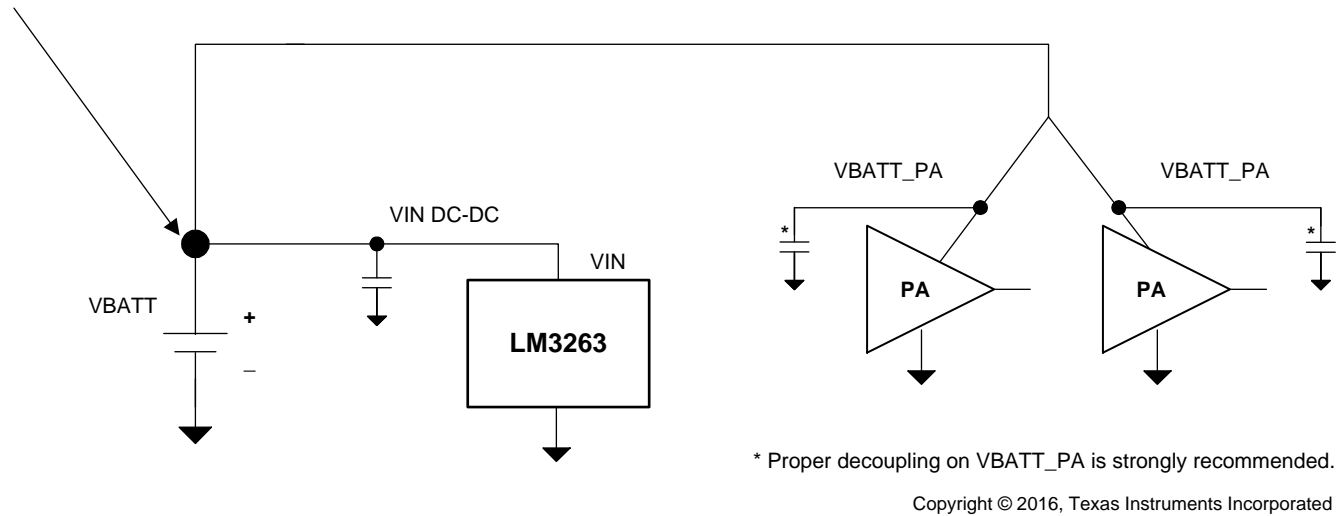 VBATT_PA VBATT_PA
VIN DC-DC
*
*
VIN
VBATT
+
PA
PA
LM3263
_
* Proper decoupling on VBATT_PA is strongly recommended.
Copyright © 2016, Texas Instruments Incorporated